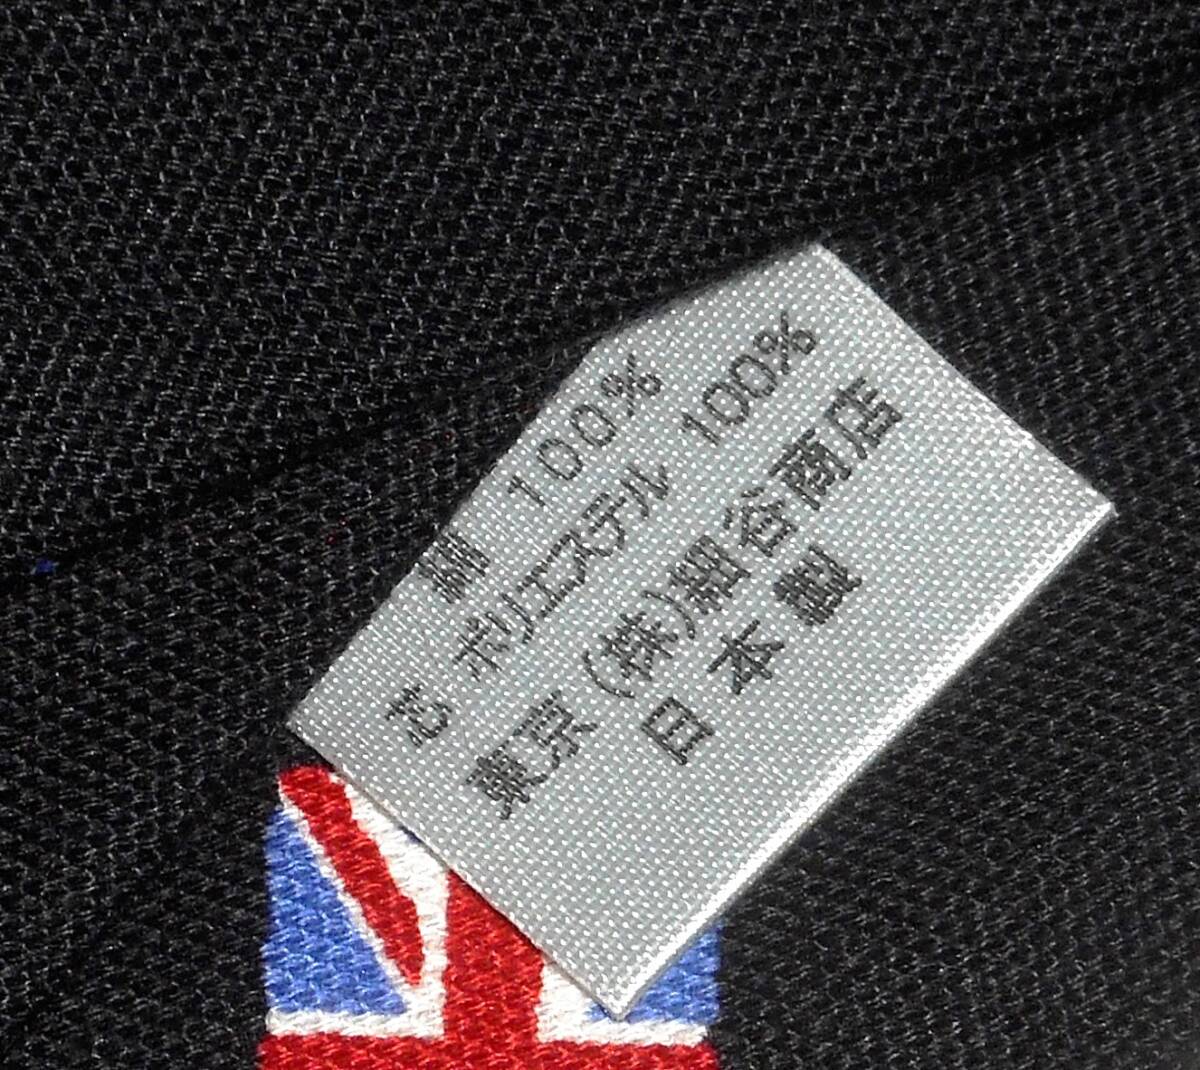 絹 100%
芯 ポリエステル 100%
東京 (株)細谷商店
日本製